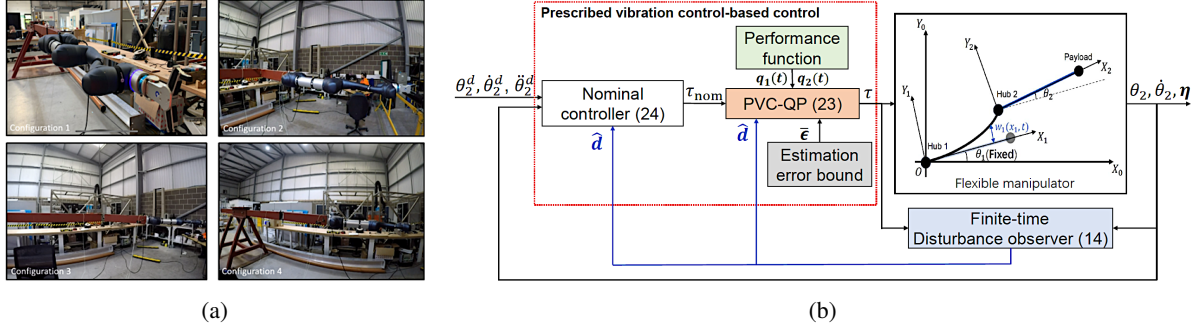 Configuration 1
Configuration 2
Configuration 3
Configuration 4
(a)
Prescribed vibration control-based control
Performance
function
q₁(t) q₂(t)
θ₂ᵈ, θ̇₂ᵈ, θ̈₂ᵈ
Nominal
controller (24)
τₙₒₘ
PVC-QP (23)
τ
d̂
d̂
ϵ̄
Estimation
error bound
Y₀
Y₂
Payload
X₂
Y₁
Hub 2
θ₂
w₁(x₁, t)
Hub 1
X₁
θ₁(Fixed)
O
X₀
Flexible manipulator
θ₂, θ̇₂, η
Finite-time
Disturbance observer (14)
(b)